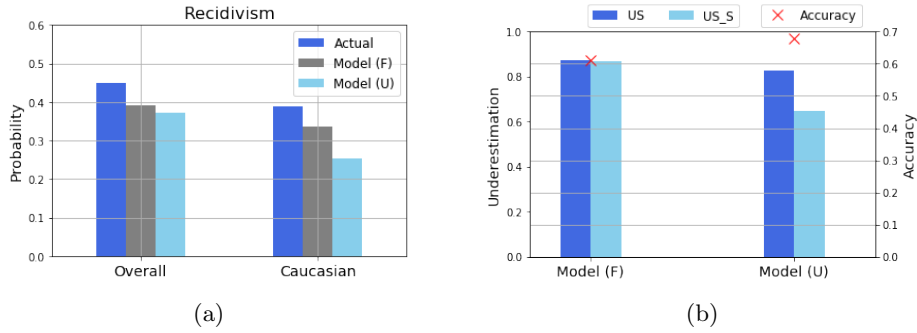 Recidivism
Probability
0.6
0.5
0.4
0.3
0.2
0.1
0.0
Actual
Model (F)
Model (U)
Overall
Caucasian
(a)
US
US_S
Accuracy
Underestimation
1.0
0.8
0.6
0.4
0.2
0.0
0.7
0.6
0.5
0.4
0.3
0.2
0.1
0.0
Accuracy
Model (F)
Model (U)
(b)